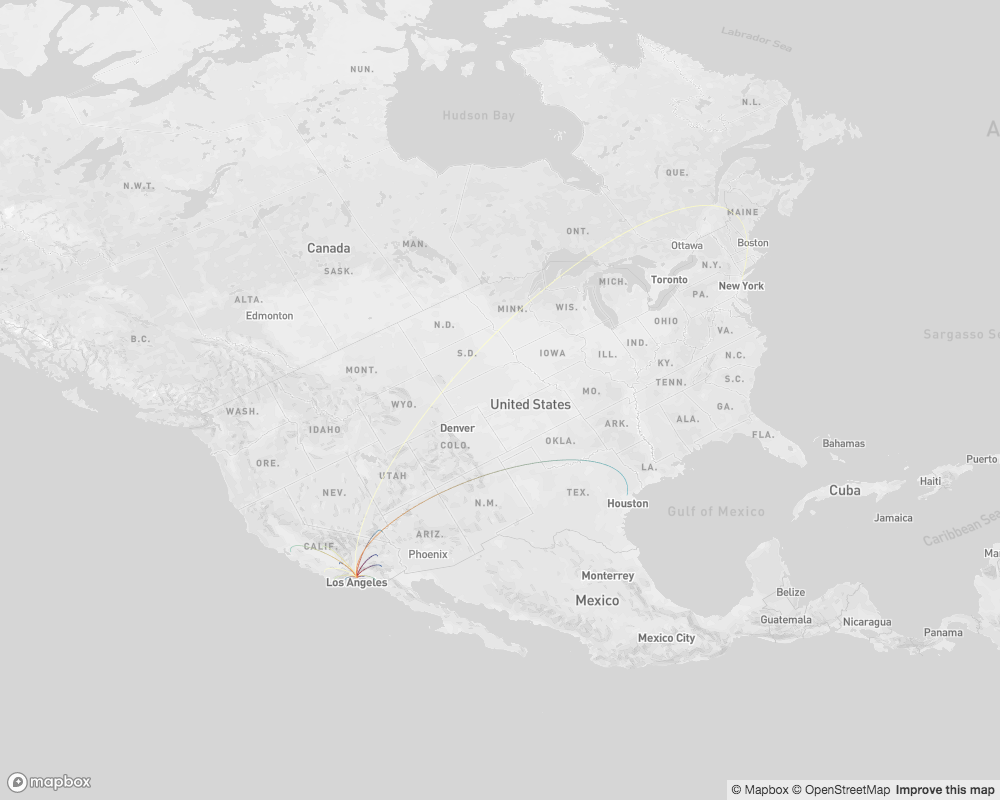 Labrador Sea
NUN.
N.L.
Hudson Bay
A
QUE.
N.W.T.
MAINE
ONT.
Canada
MAN.
Ottawa
Boston
SASK.
N.Y.
Toronto
MICH.
New York
ALTA.
PA.
Edmonton
MINN.
WIS.
OHIO
N.D.
VA.
Sargasso Se
B.C.
IND.
S.D.
IOWA
ILL.
N.C.
KY.
MONT.
TENN.
S.C.
MO.
WYO.
United States
GA.
WASH.
ALA.
ARK.
IDAHO
Denver
FLA.
OKLA.
COLO.
Bahamas
ORE.
LA.
Puerto
UTAH
Haiti
NEV.
TEX.
Cuba
N.M.
Houston
Gulf of Mexico
Jamaica
Caribbean Sea
ARIZ.
CALIF.
Phoenix
Ma
Monterrey
Los Angeles
Belize
Mexico
Guatemala
Nicaragua
Panama
Mexico City
mapbox
© Mapbox © OpenStreetMap Improve this map